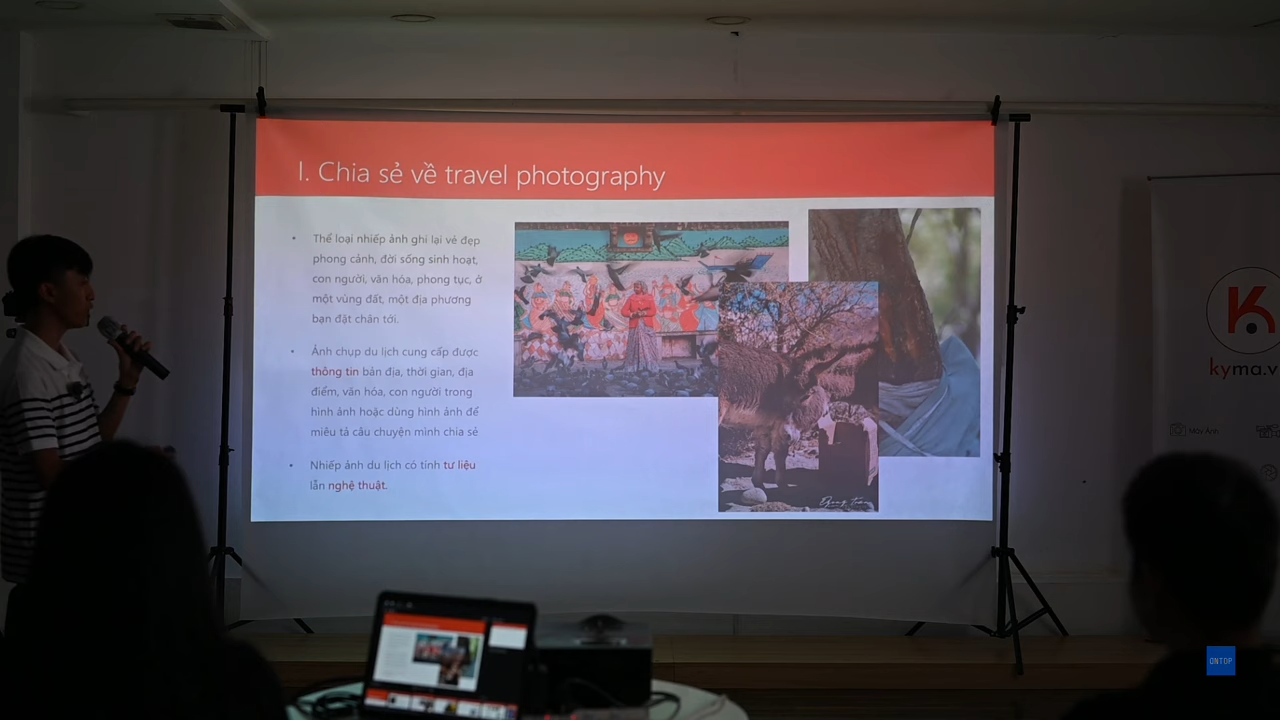 I. Chia sẻ về travel photography
• Thể loại nhiếp ảnh ghi lại vẻ đẹp
phong cảnh, đời sống sinh hoạt,
con người, văn hóa, phong tục, ở
một vùng đất, một địa phương
bạn đặt chân tới.
• Ảnh chụp du lịch cung cấp được
thông tin bản địa, thời gian, địa
điểm, văn hóa, con người trong
hình ảnh hoặc dùng hình ảnh để
miêu tả câu chuyện mình chia sẻ
• Nhiếp ảnh du lịch có tính tư liệu
lẫn nghệ thuật.
kyma.v
Máy Ảnh
ONTOP